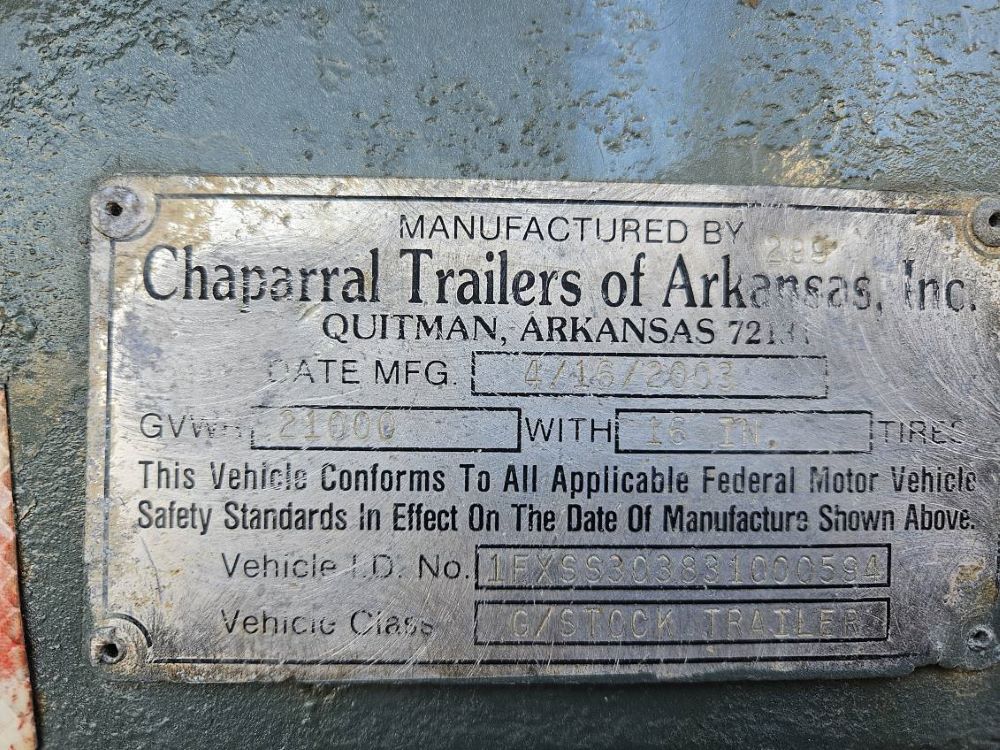 MANUFACTURED BY
Chaparral Trailers of Arkansas, Inc.
QUITMAN, ARKANSAS 72131
DATE MFG. 4/16/2003
GVWR 21000 WITH 16 IN. TIRES
This Vehicle Conforms To All Applicable Federal Motor Vehicle
Safety Standards In Effect On The Date Of Manufacture Shown Above.
Vehicle I.D. No. 1FXSS303831000594
Vehicle Class G/STOCK TRAILER